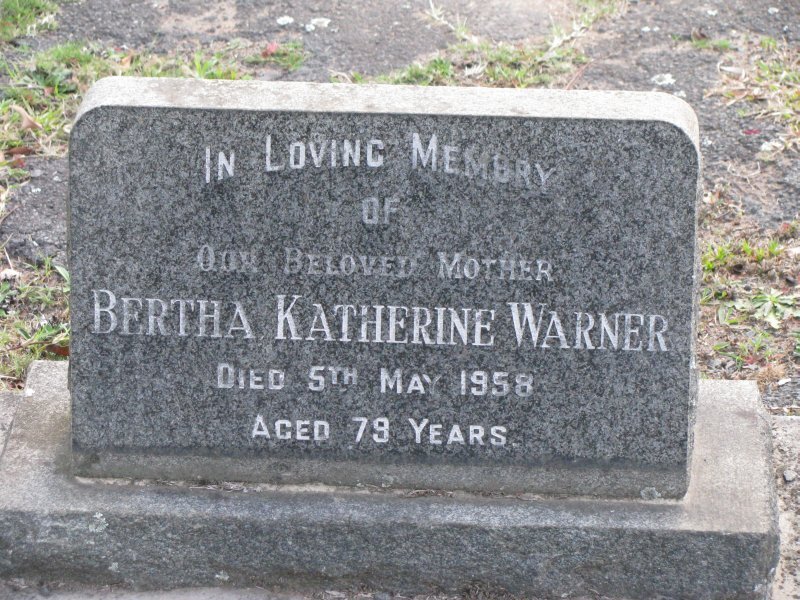 In Loving Memory
of
Our Beloved Mother
Bertha Katherine Warner
Died 5th May 1958
Aged 79 Years.